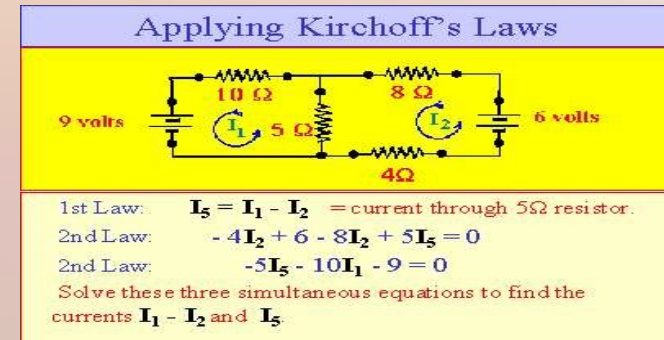 Applying Kirchoff's Laws
10 Ω
8 Ω
9 volts
I₁
5 Ω
I₂
6 volts
4Ω
1st Law: I₅ = I₁ - I₂ = current through 5Ω resistor.
2nd Law: - 4I₂ + 6 - 8I₂ + 5I₅ = 0
2nd Law: -5I₅ - 10I₁ - 9 = 0
Solve these three simultaneous equations to find the
currents I₁ - I₂ and I₅.